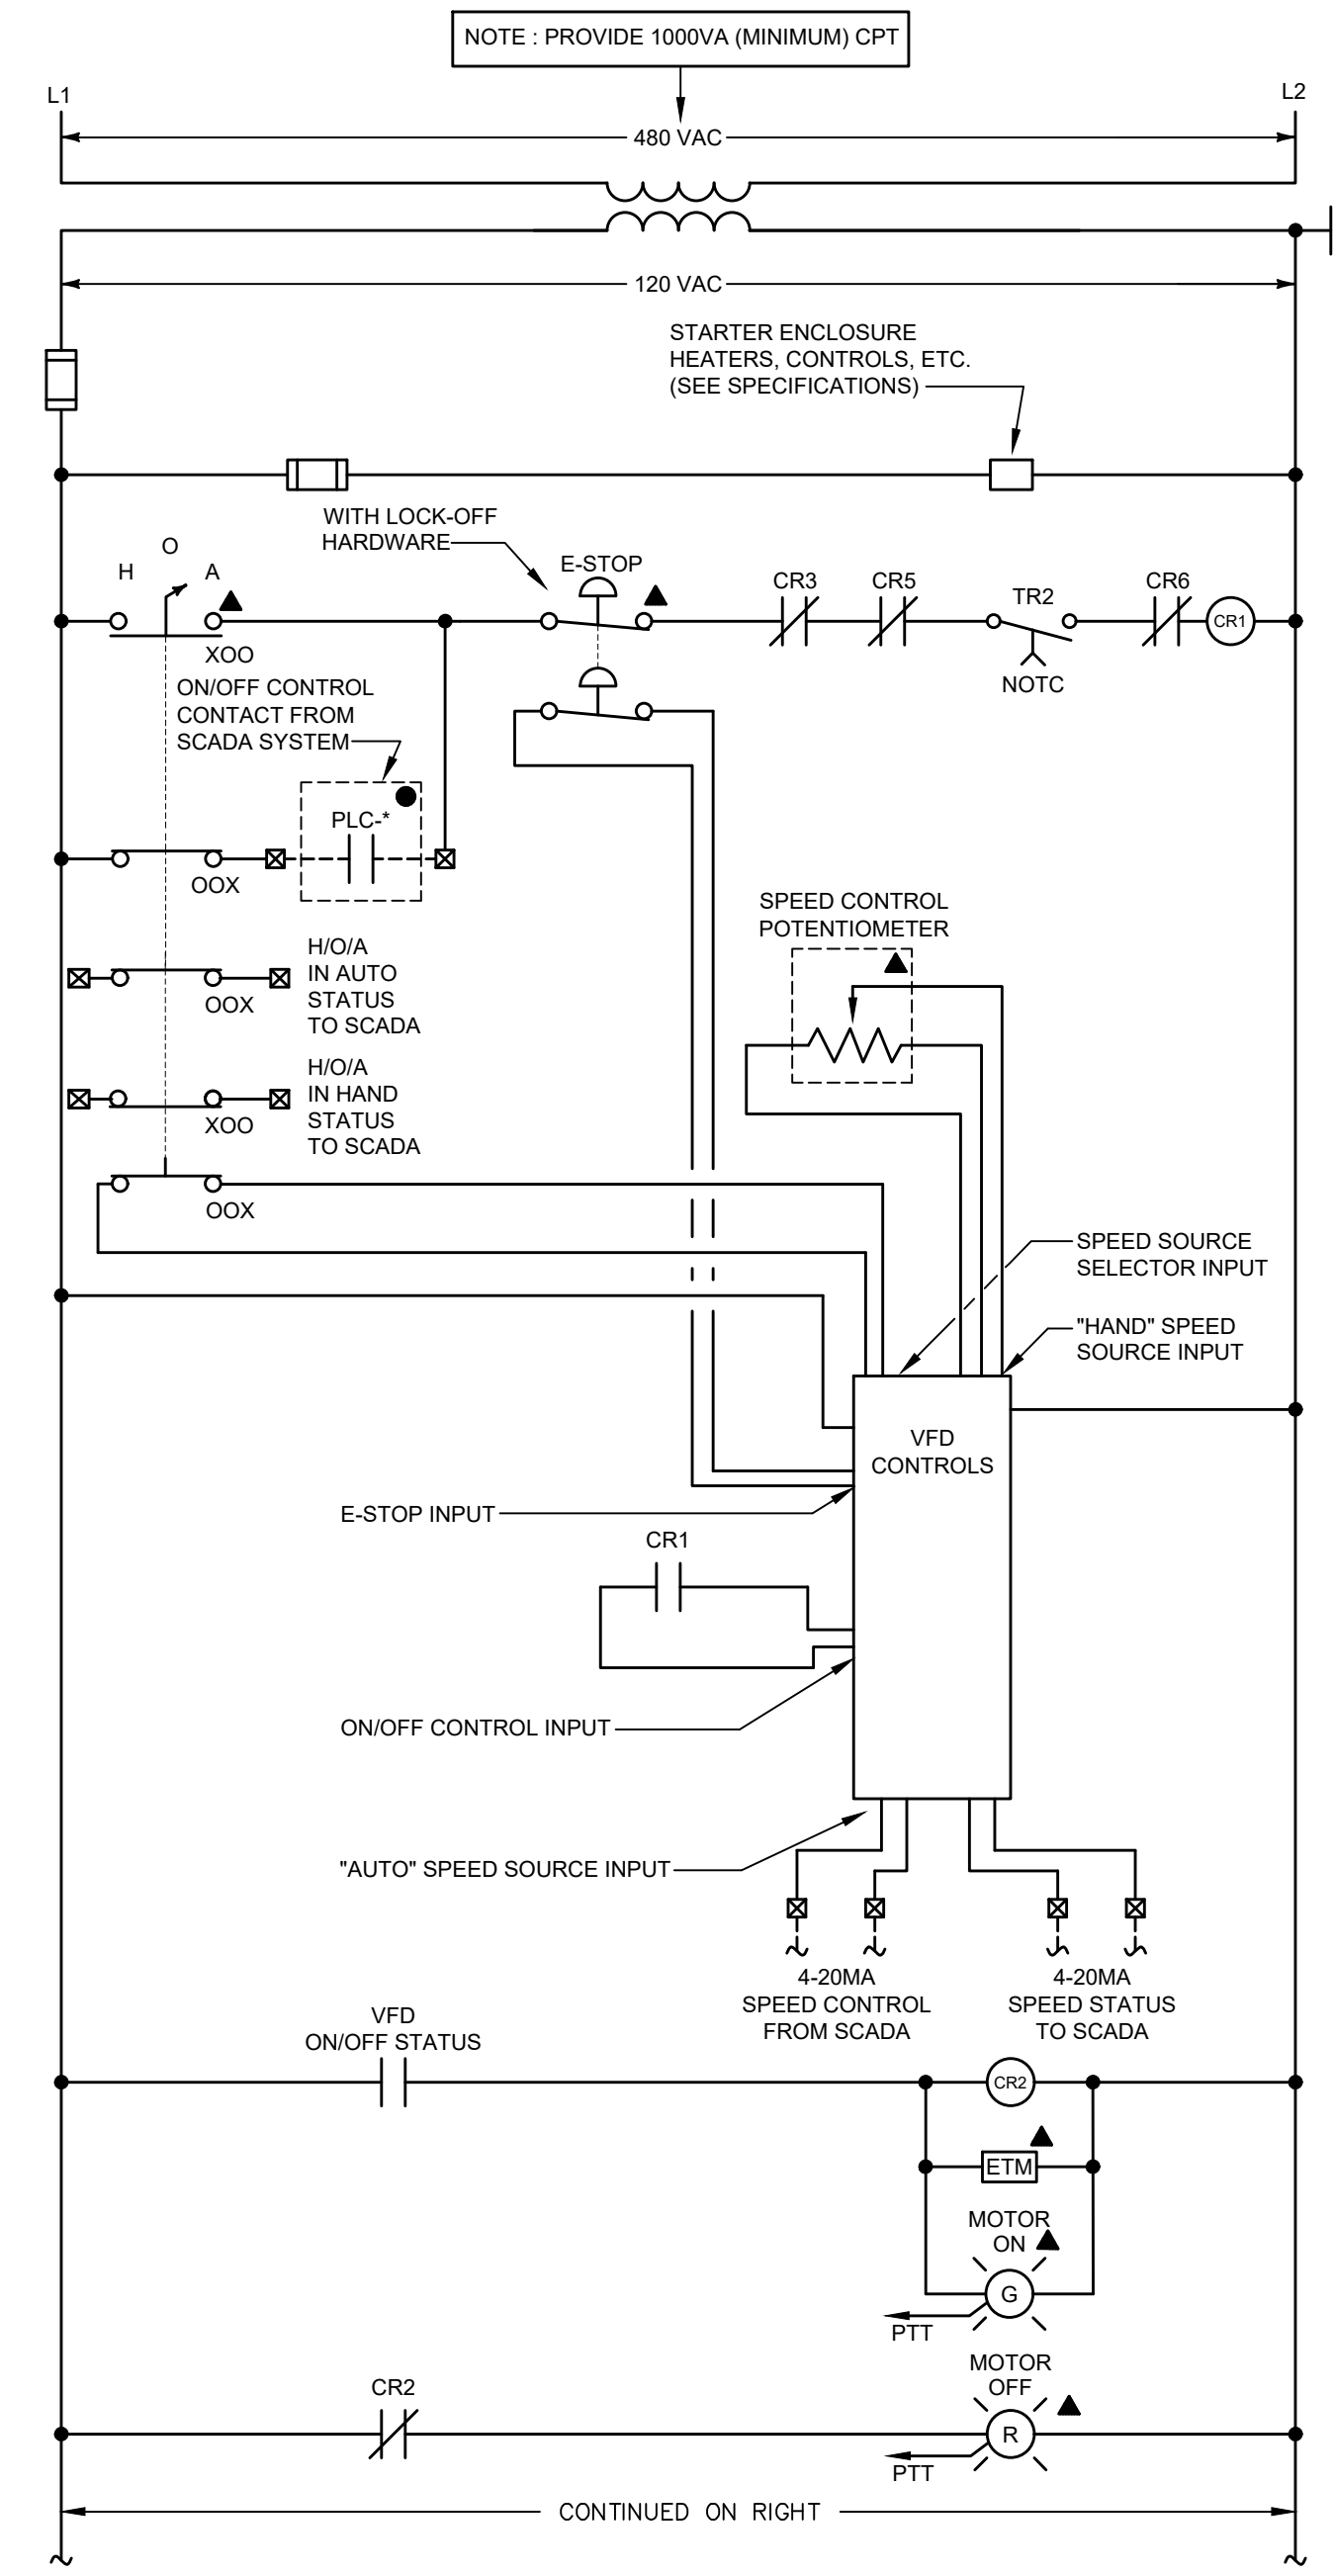 NOTE : PROVIDE 1000VA (MINIMUM) CPT
L1
L2
480 VAC
120 VAC
STARTER ENCLOSURE
HEATERS, CONTROLS, ETC.
(SEE SPECIFICATIONS)
WITH LOCK-OFF
HARDWARE
E-STOP
H
O
A
XOO
CR3
CR5
TR2
NOTC
CR6
CR1
ON/OFF CONTROL
CONTACT FROM
SCADA SYSTEM
PLC-*
OOX
H/O/A
IN AUTO
STATUS
TO SCADA
OOX
H/O/A
IN HAND
STATUS
TO SCADA
XOO
OOX
SPEED CONTROL
POTENTIOMETER
SPEED SOURCE
SELECTOR INPUT
"HAND" SPEED
SOURCE INPUT
VFD
CONTROLS
E-STOP INPUT
CR1
ON/OFF CONTROL INPUT
"AUTO" SPEED SOURCE INPUT
4-20MA
SPEED CONTROL
FROM SCADA
4-20MA
SPEED STATUS
TO SCADA
VFD
ON/OFF STATUS
CR2
ETM
MOTOR
ON
G
PTT
CR2
MOTOR
OFF
R
PTT
CONTINUED ON RIGHT